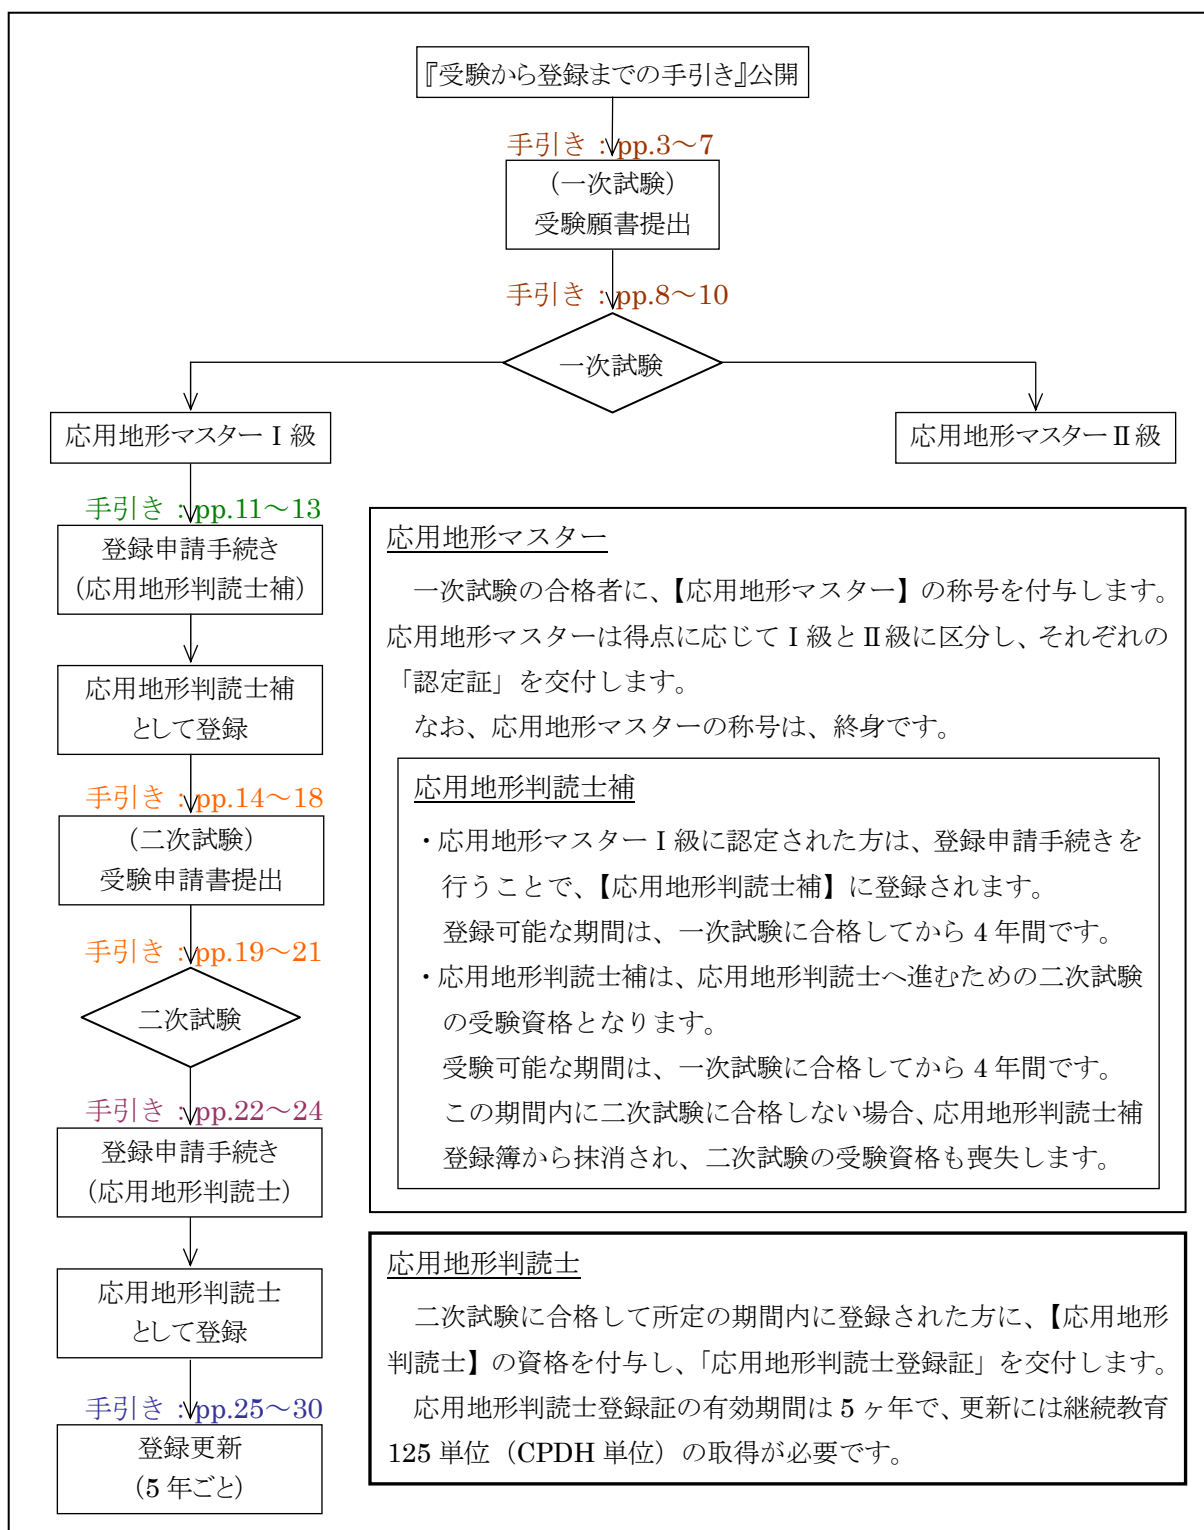 『受験から登録までの手引き』公開
手引き：pp.3～7
（一次試験）
受験願書提出
手引き：pp.8～10
一次試験
応用地形マスターⅠ級
応用地形マスターⅡ級
手引き：pp.11～13
登録申請手続き
（応用地形判読士補）
応用地形判読士補
として登録
手引き：pp.14～18
（二次試験）
受験申請書提出
手引き：pp.19～21
二次試験
手引き：pp.22～24
登録申請手続き
（応用地形判読士）
応用地形判読士
として登録
手引き：pp.25～30
登録更新
（5 年ごと）
応用地形マスター
一次試験の合格者に、【応用地形マスター】の称号を付与します。
応用地形マスターは得点に応じてⅠ級とⅡ級に区分し、それぞれの
「認定証」を交付します。
なお、応用地形マスターの称号は、終身です。
応用地形判読士補
・応用地形マスターⅠ級に認定された方は、登録申請手続きを
行うことで、【応用地形判読士補】に登録されます。
登録可能な期間は、一次試験に合格してから 4 年間です。
・応用地形判読士補は、応用地形判読士へ進むための二次試験
の受験資格となります。
受験可能な期間は、一次試験に合格してから 4 年間です。
この期間内に二次試験に合格しない場合、応用地形判読士補
登録簿から抹消され、二次試験の受験資格も喪失します。
応用地形判読士
二次試験に合格して所定の期間内に登録された方に、【応用地形
判読士】の資格を付与し、「応用地形判読士登録証」を交付します。
応用地形判読士登録証の有効期間は 5 ヶ年で、更新には継続教育
125 単位（CPDH 単位）の取得が必要です。